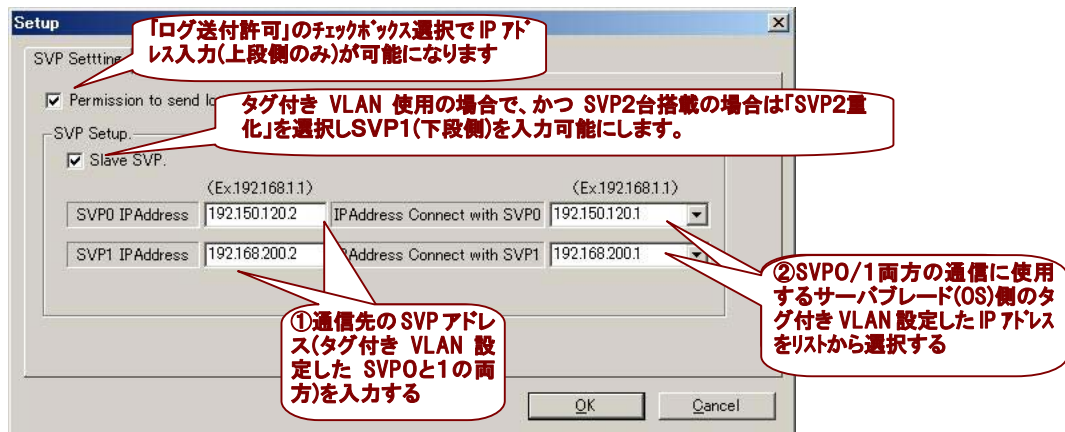 Setup
『ログ送付許可』のチェックボックス選択で IP アド
レス入力(上段側のみ)が可能になります
SVP Settting
Permission to send lo
タグ付き VLAN 使用の場合で、かつ SVP2台搭載の場合は「SVP2重
化」を選択しSVP1(下段側)を入力可能にします。
SVP Setup.
Slave SVP.
(Ex.192.168.1.1) (Ex.192.168.1.1)
SVP0 IPAddress 192.150.120.2 IPAddress Connect with SVP0 192.150.120.1
SVP1 IPAddress 192.168.200.2 PAddress Connect with SVP1 192.168.200.1
①通信先の SVP アドレ
ス(タグ付き VLAN 設
定した SVP0と1の両
方)を入力する
②SVP0/1両方の通信に使用
するサーバブレード(OS)側のタ
グ付き VLAN 設定した IP アドレス
をリストから選択する
OK Cancel